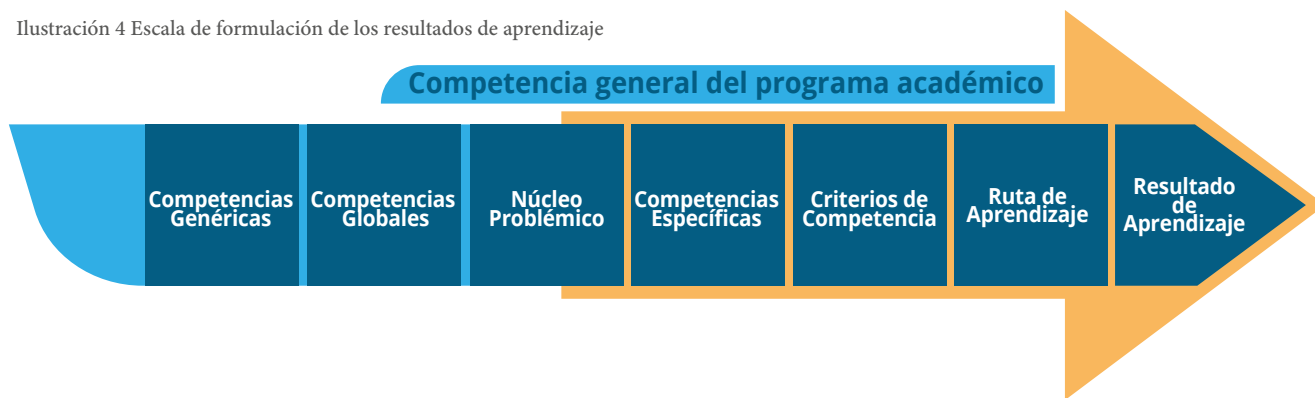 Ilustración 4 Escala de formulación de los resultados de aprendizaje
Competencia general del programa académico
Competencias
Genéricas
Competencias
Globales
Núcleo
Problémico
Competencias
Específicas
Criterios de
Competencia
Ruta de
Aprendizaje
Resultado
de
Aprendizaje